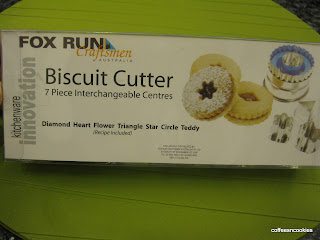 FOX RUN
Craftsmen
AUSTRALIA
kitchenware
innovation
Biscuit Cutter
7 Piece Interchangeable Centres
Diamond Heart Flower Triangle Star Circle Teddy
(Recipe Included)
coffeeancookies